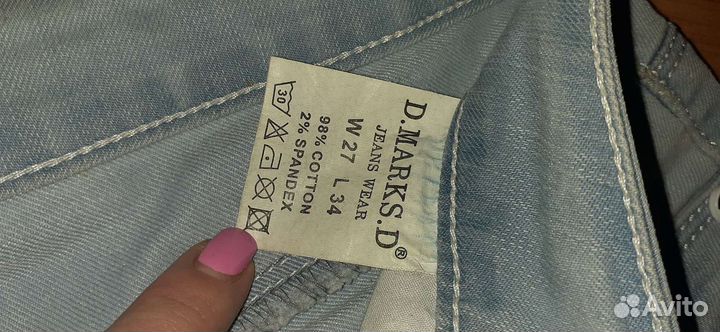 D.MARKS.D®
JEANS WEAR
W 27 L 34
98% COTTON
2% SPANDEX
30
Avito